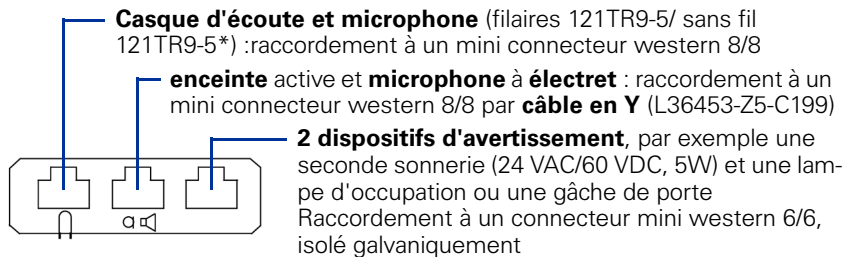 Casque d'écoute et microphone (filaires 121TR9-5/ sans fil
121TR9-5*) :raccordement à un mini connecteur western 8/8
enceinte active et microphone à électret : raccordement à un
mini connecteur western 8/8 par câble en Y (L36453-Z5-C199)
2 dispositifs d'avertissement, par exemple une
seconde sonnerie (24 VAC/60 VDC, 5W) et une lam-
pe d'occupation ou une gâche de porte
Raccordement à un connecteur mini western 6/6,
isolé galvaniquement